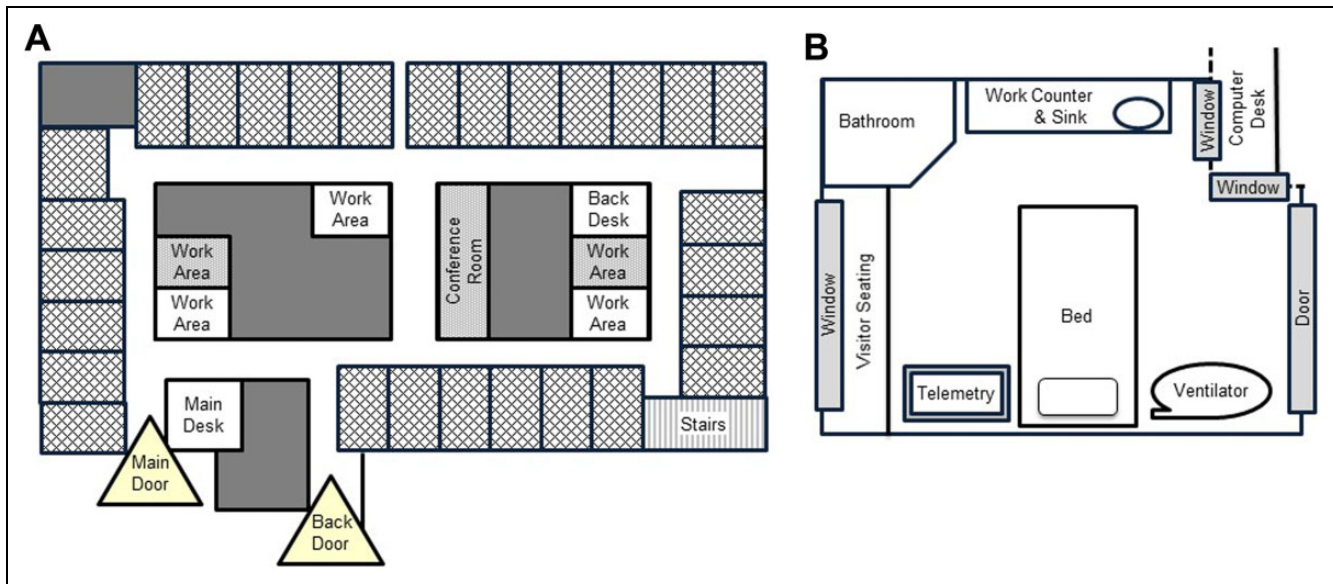 A
Work
Area
Work
Area
Work
Area
Conference
Room
Back
Desk
Work
Area
Work
Area
Main
Desk
Main
Door
Back
Door
Stairs
B
Bathroom
Work Counter
& Sink
Window
Computer
Desk
Window
Window
Visitor Seating
Bed
Door
Telemetry
Ventilator